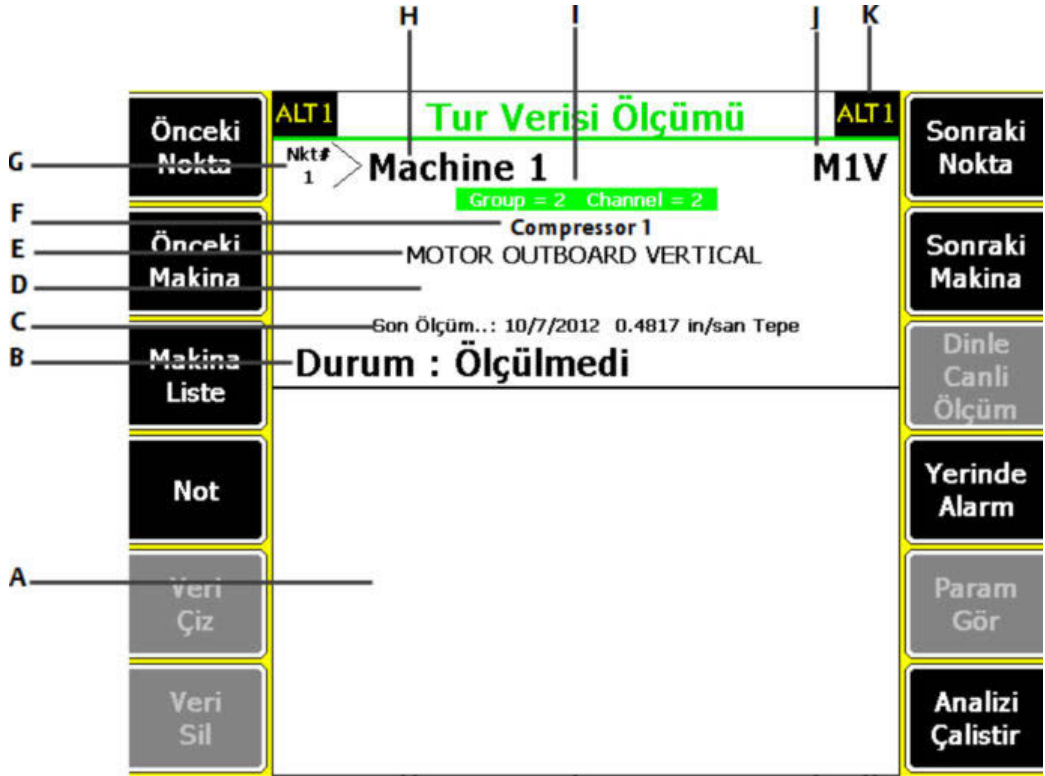 H I J K
ALT1 Tur Verisi Ölçümü ALT1
Önceki
Nokta
Sonraki
Nokta
G
Nkt#
1
Machine 1
M1V
Group = 2 Channel = 2
F
Compressor 1
Önceki
Makina
Sonraki
Makina
E
MOTOR OUTBOARD VERTICAL
D
C
Son Ölçüm..: 10/7/2012 0.4817 in/san Tepe
B
Durum : Ölçülmedi
Makina
Liste
Dinle
Canli
Ölçüm
Not
Yerinde
Alarm
A
Veri
Çiz
Param
Gör
Veri
Sil
Analizi
Çalistir